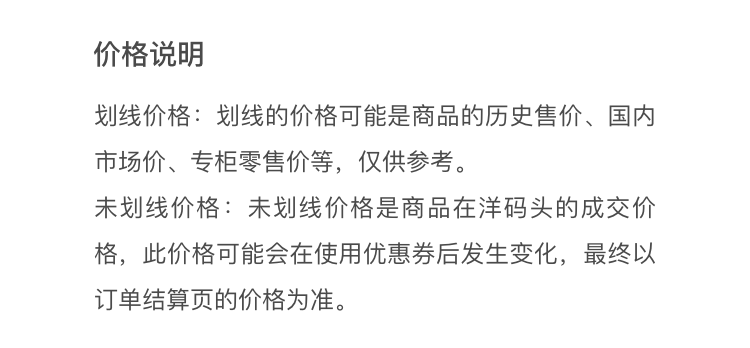 价格说明
划线价格：划线的价格可能是商品的历史售价、国内
市场价、专柜零售价等，仅供参考。
未划线价格：未划线价格是商品在洋码头的成交价
格，此价格可能会在使用优惠券后发生变化，最终以
订单结算页的价格为准。